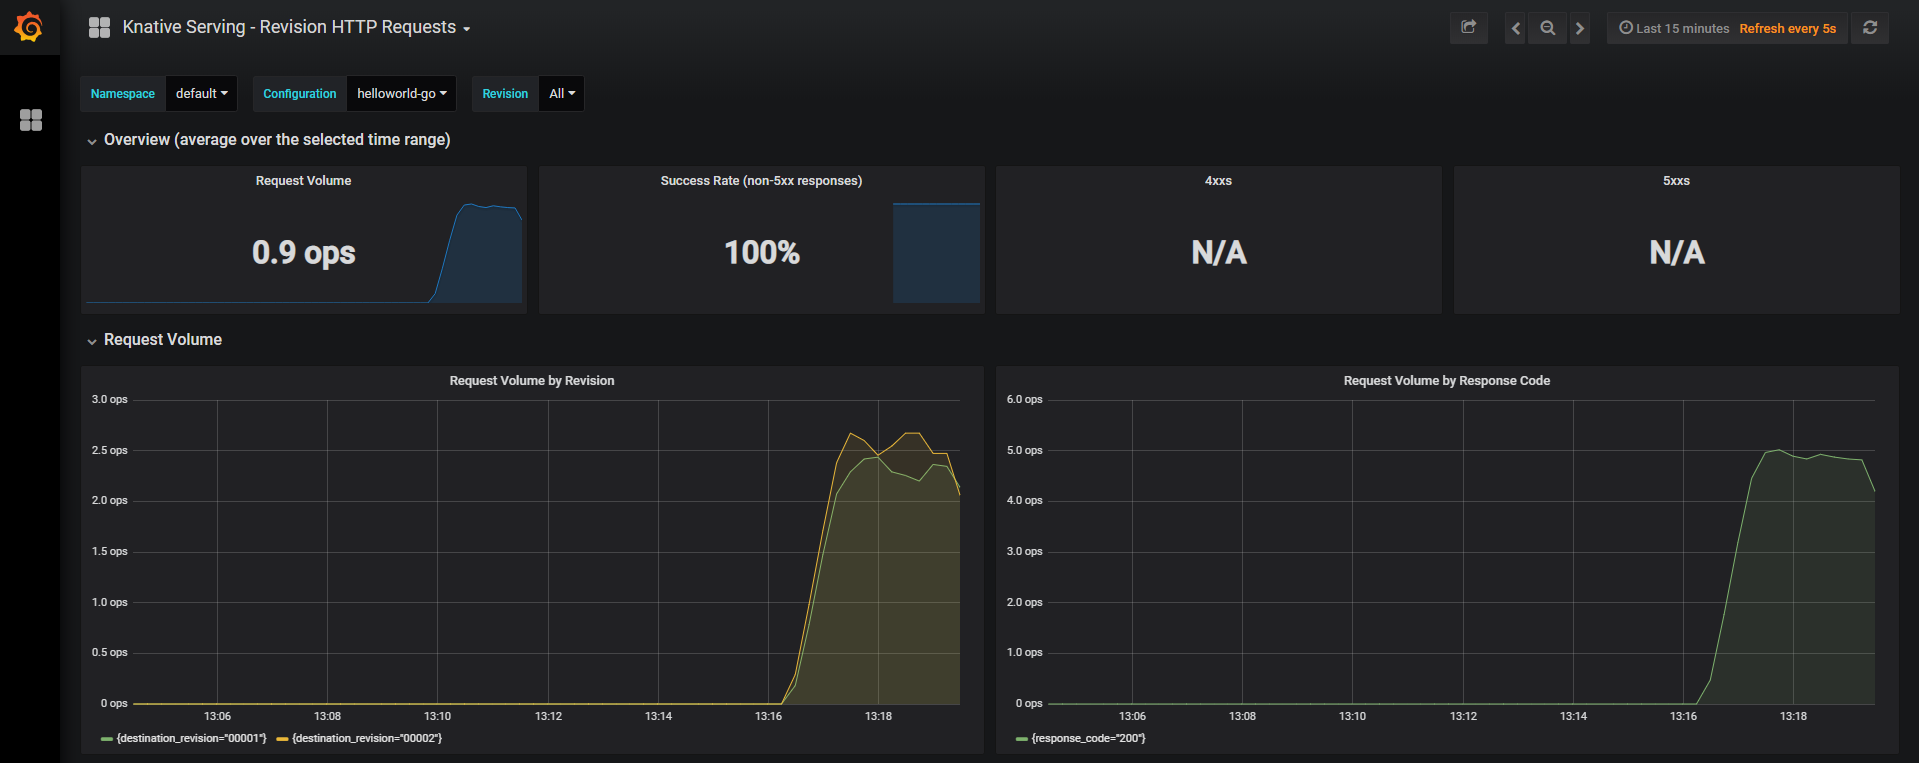 Knative Serving - Revision HTTP Requests
Last 15 minutes Refresh every 5s
Namespace default Configuration helloworld-go Revision All
Overview (average over the selected time range)
Request Volume
0.9 ops
Success Rate (non-5xx responses)
100%
4xxs
N/A
5xxs
N/A
Request Volume
Request Volume by Revision
3.0 ops
2.5 ops
2.0 ops
1.5 ops
1.0 ops
0.5 ops
0 ops
13:06 13:08 13:10 13:12 13:14 13:16 13:18
{destination_revision="00001"} {destination_revision="00002"}
Request Volume by Response Code
6.0 ops
5.0 ops
4.0 ops
3.0 ops
2.0 ops
1.0 ops
0 ops
13:06 13:08 13:10 13:12 13:14 13:16 13:18
{response_code="200"}